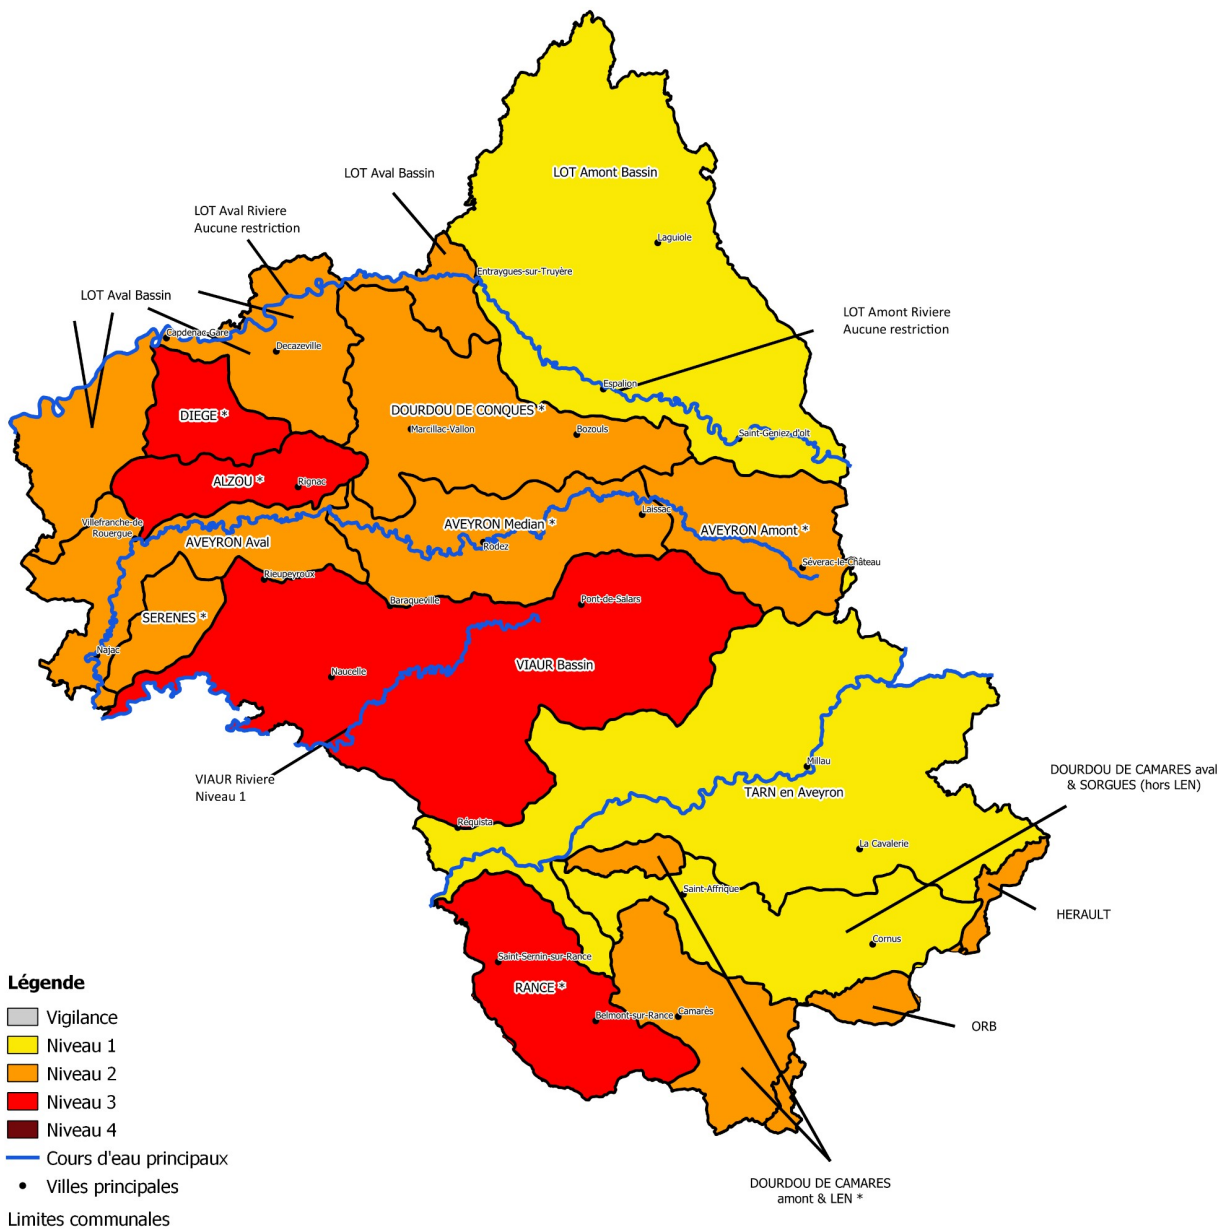 LOT Amont Bassin
LOT Aval Bassin
LOT Aval Riviere
Aucune restriction
Laguiole
Entraygues-sur-Truyère
LOT Aval Bassin
LOT Amont Riviere
Aucune restriction
Capdenac-Gare
Decazeville
Espalion
DIEGE *
DOURDOU DE CONQUES *
Marcillac-Vallon
Bozouls
Saint-Geniez d'olt
ALZOU *
Rignac
Villefranche-de
Rouergue
AVEYRON Aval
AVEYRON Median *
Rodez
Laissac
AVEYRON Amont *
Séverac-le-Château
Rieupeyroux
Baraqueville
Pont-de-Salars
SERENES *
Najac
Naucelle
VIAUR Bassin
VIAUR Riviere
Niveau 1
Millau
TARN en Aveyron
DOURDOU DE CAMARES aval
& SORGUES (hors LEN)
Réquista
La Cavalerie
Saint-Affrique
HERAULT
Cornus
Saint-Sernin-sur-Rance
RANCE *
Belmont-sur-Rance
Camarès
ORB
DOURDOU DE CAMARES
amont & LEN *
Légende
Vigilance
Niveau 1
Niveau 2
Niveau 3
Niveau 4
Cours d'eau principaux
Villes principales
Limites communales